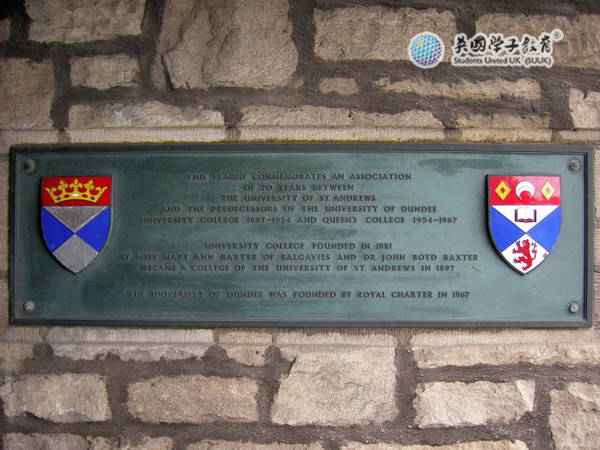 英國学子教育®
Students United UK (SUUK)
THIS PLAQUE COMMEMORATES AN ASSOCIATION
OF 70 YEARS BETWEEN
THE UNIVERSITY OF ST. ANDREWS
AND THE PREDECESSORS OF THE UNIVERSITY OF DUNDEE
UNIVERSITY COLLEGE 1897-1954 AND QUEEN'S COLLEGE 1954-1967
UNIVERSITY COLLEGE FOUNDED IN 1881
BY MISS MARY ANN BAXTER OF BALGAVIES AND DR. JOHN BOYD BAXTER
BECAME A COLLEGE OF THE UNIVERSITY OF ST. ANDREWS IN 1897
THE UNIVERSITY OF DUNDEE WAS FOUNDED BY ROYAL CHARTER IN 1967